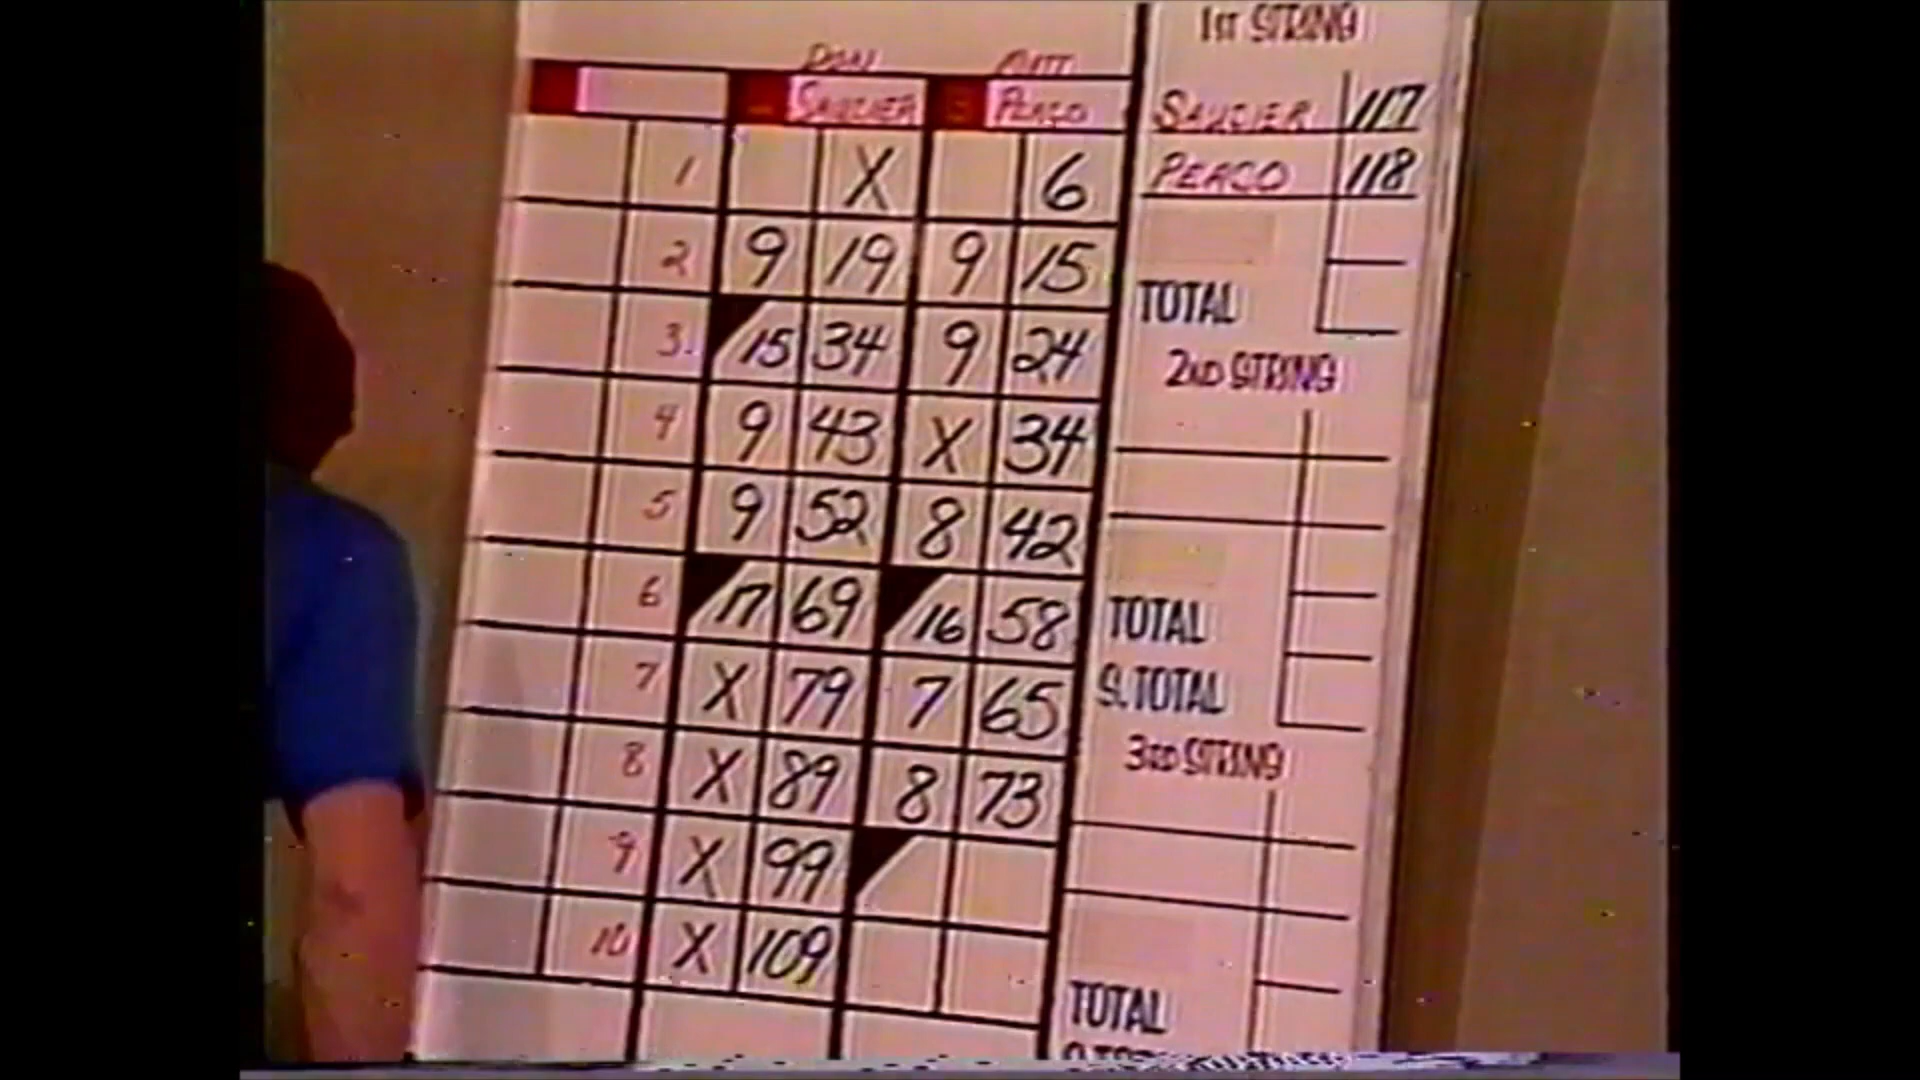 1ST STRING
DON MATT
SAUCIER PERCO
SAUCIER 117
PERCO 118
1 X 6
2 9 19 9 15
3 15 34 9 24
TOTAL
2ND STRING
4 9 43 X 34
5 9 52 8 42
6 17 69 16 58
TOTAL
7 X 79 7 65
G.TOTAL
3RD STRING
8 X 89 8 73
9 X 99
10 X 109
TOTAL